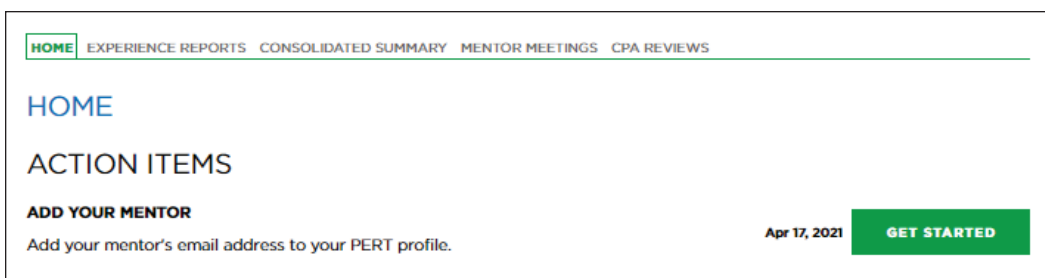 HOME EXPERIENCE REPORTS CONSOLIDATED SUMMARY MENTOR MEETINGS CPA REVIEWS
HOME
ACTION ITEMS
ADD YOUR MENTOR
Add your mentor's email address to your PERT profile.
Apr 17, 2021 GET STARTED